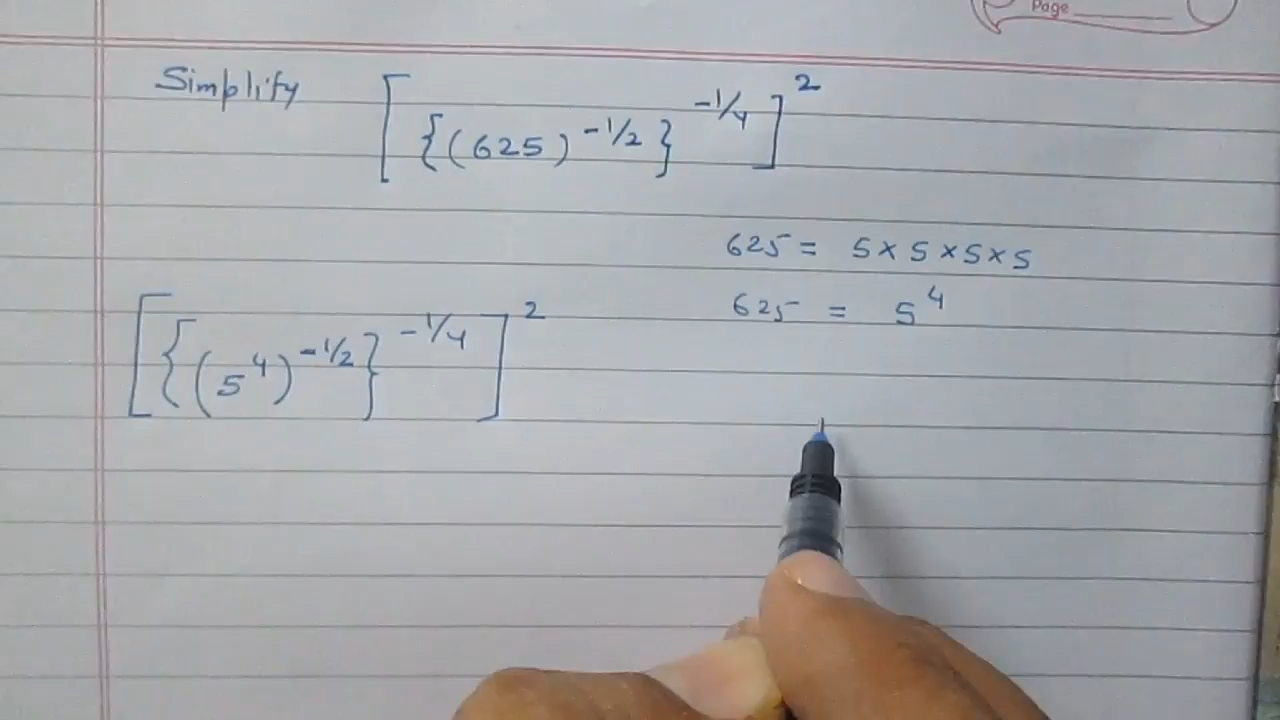 Page
Simplify [{(625)^-1/2}^-1/4]^2
625 = 5 × 5 × 5 × 5
625 = 5^4
[{(5^4)^-1/2}^-1/4]^2